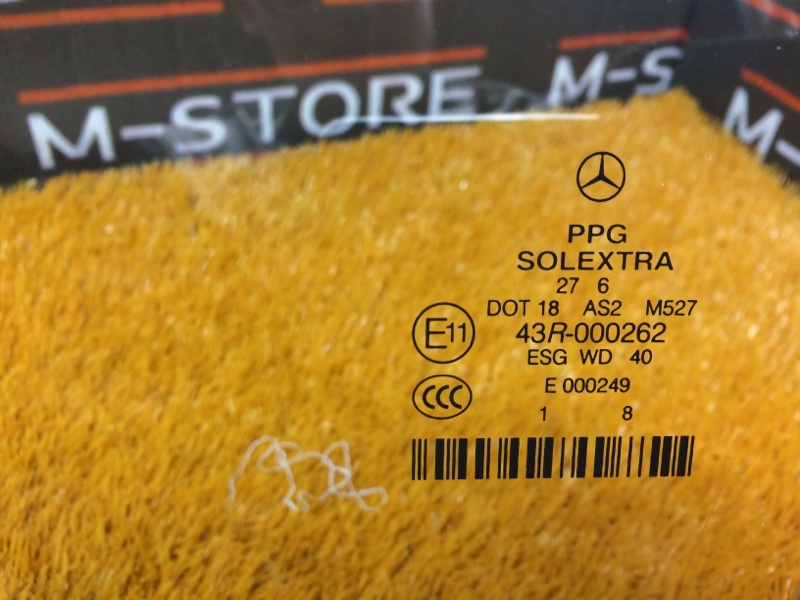 M-STORE
M-S
M-
PPG
SOLEXTRA
27 6
DOT 18 AS2 M527
E11
43R-000262
ESG WD 40
CCC
E 000249
1 8